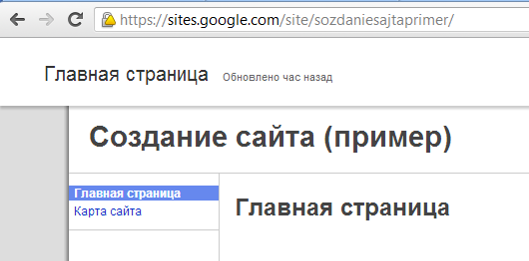 https://sites.google.com/site/sozdaniesajtaprimer/
Главная страница Обновлено час назад
Создание сайта (пример)
Главная страница
Карта сайта
Главная страница